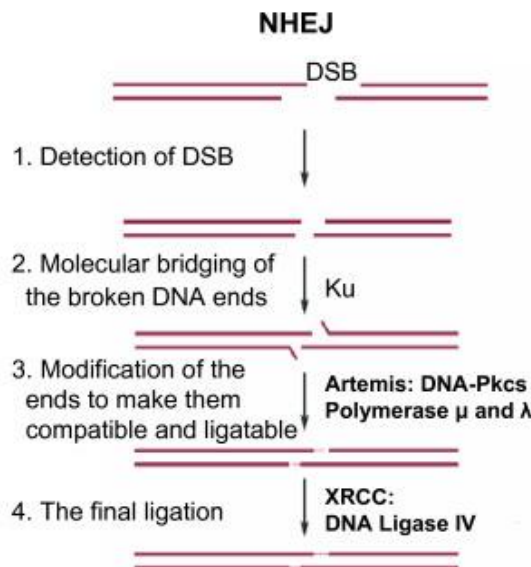 NHEJ
DSB
1. Detection of DSB
2. Molecular bridging of
the broken DNA ends
Ku
3. Modification of the
ends to make them
compatible and ligatable
Artemis: DNA-Pkcs
Polymerase μ and λ
4. The final ligation
XRCC:
DNA Ligase IV